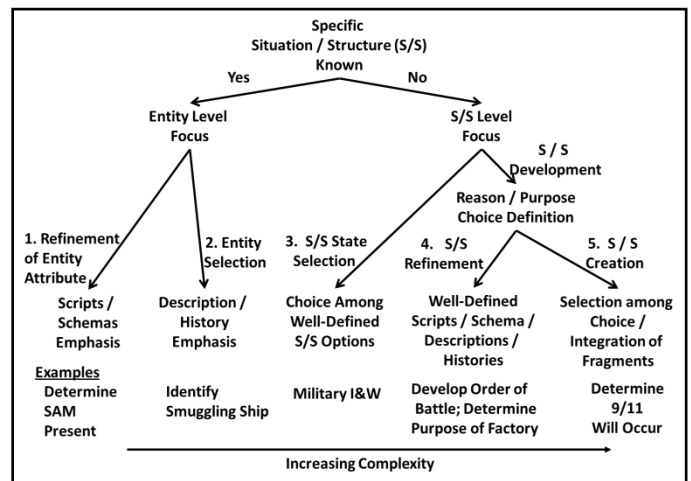 Specific
Situation / Structure (S/S)
Known
Yes
No
Entity Level
Focus
S/S Level
Focus
S / S
Development
Reason / Purpose
Choice Definition
1. Refinement
of Entity
Attribute
2. Entity
Selection
3. S/S State
Selection
4. S/S
Refinement
5. S / S
Creation
Scripts /
Schemas
Emphasis
Description /
History
Emphasis
Choice Among
Well-Defined
S/S Options
Well-Defined
Scripts / Schema /
Descriptions /
Histories
Selection among
Choice /
Integration of
Fragments
Examples
Determine
SAM
Present
Identify
Smuggling Ship
Military I&W
Develop Order of
Battle; Determine
Purpose of Factory
Determine
9/11
Will Occur
Increasing Complexity